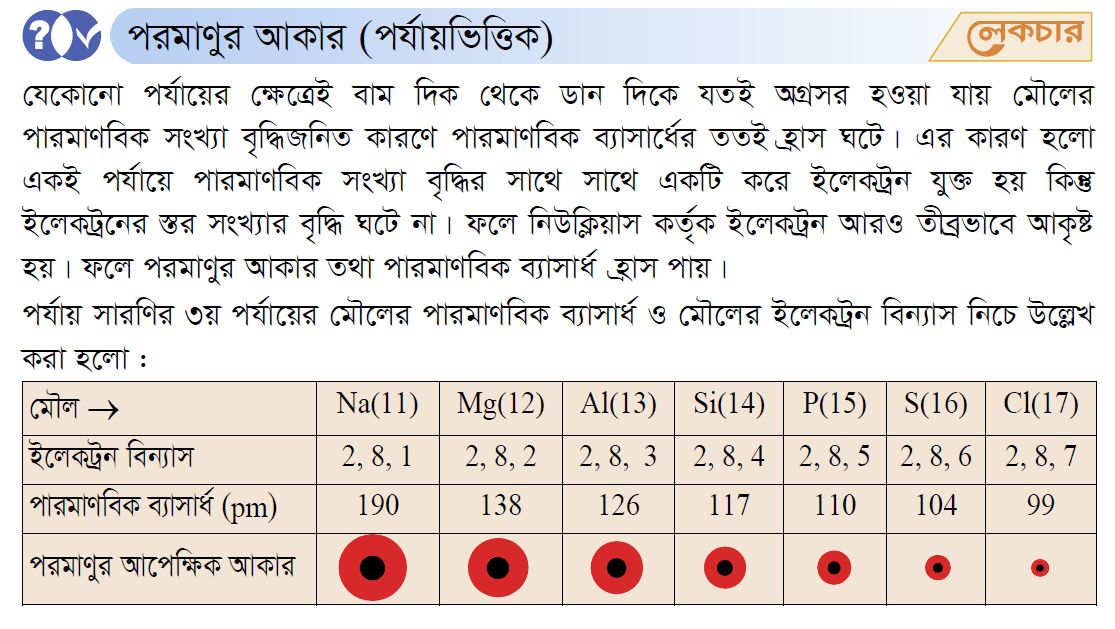 ? পরমাণুর আকার (পর্যায়ভিত্তিক) লেকচার
যেকোনো পর্যায়ের ক্ষেত্রেই বাম দিক থেকে ডান দিকে যতই অগ্রসর হওয়া যায় মৌলের
পারমাণবিক সংখ্যা বৃদ্ধিজনিত কারণে পারমাণবিক ব্যাসার্ধের ততই হ্রাস ঘটে। এর কারণ হলো
একই পর্যায়ে পারমাণবিক সংখ্যা বৃদ্ধির সাথে সাথে একটি করে ইলেকট্রন যুক্ত হয় কিন্তু
ইলেকট্রনের স্তর সংখ্যার বৃদ্ধি ঘটে না। ফলে নিউক্লিয়াস কর্তৃক ইলেকট্রন আরও তীব্রভাবে আকৃষ্ট
হয়। ফলে পরমাণুর আকার তথা পারমাণবিক ব্যাসার্ধ হ্রাস পায়।
পর্যায় সারণির ৩য় পর্যায়ের মৌলের পারমাণবিক ব্যাসার্ধ ও মৌলের ইলেকট্রন বিন্যাস নিচে উল্লেখ
করা হলো :
মৌল → Na(11) Mg(12) Al(13) Si(14) P(15) S(16) Cl(17)
ইলেকট্রন বিন্যাস 2, 8, 1 2, 8, 2 2, 8, 3 2, 8, 4 2, 8, 5 2, 8, 6 2, 8, 7
পারমাণবিক ব্যাসার্ধ (pm) 190 138 126 117 110 104 99
পরমাণুর আপেক্ষিক আকার